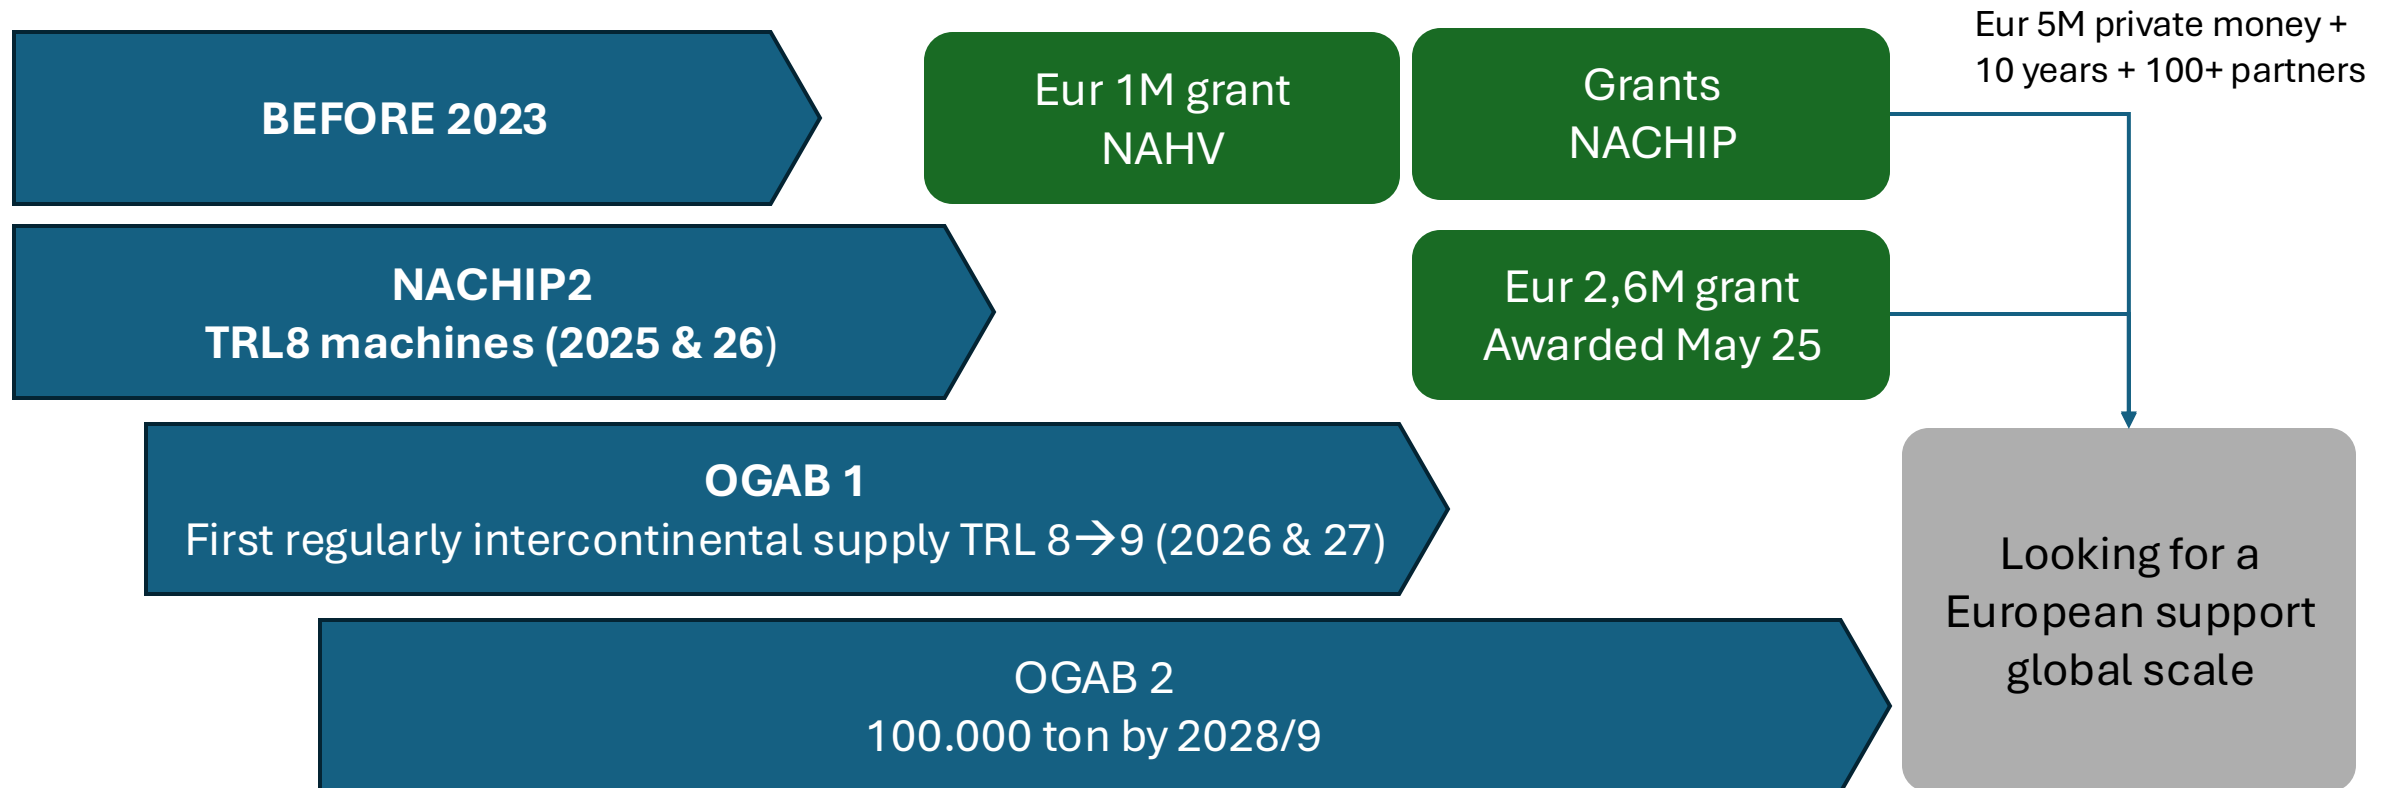 BEFORE 2023
Eur 1M grant
NAHV
Grants
NACHIP
Eur 5M private money +
10 years + 100+ partners
NACHIP2
TRL8 machines (2025 & 26)
Eur 2,6M grant
Awarded May 25
OGAB 1
First regularly intercontinental supply TRL 8→9 (2026 & 27)
OGAB 2
100.000 ton by 2028/9
Looking for a
European support
global scale